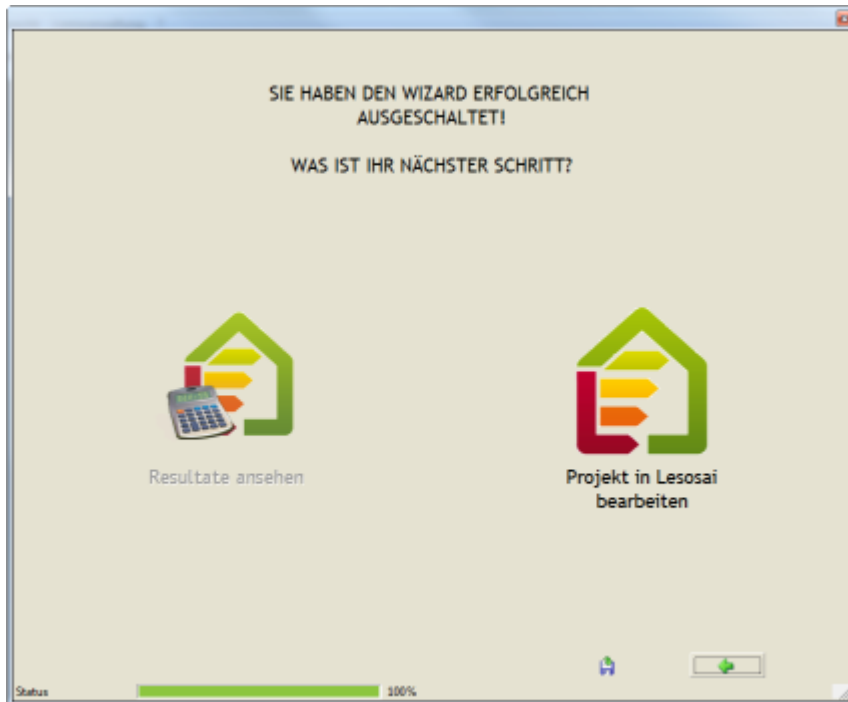 SIE HABEN DEN WIZARD ERFOLGREICH
AUSGESCHALTET!
WAS IST IHR NÄCHSTER SCHRITT?
Resultate ansehen
Projekt in Lesosai
bearbeiten
Status
100%